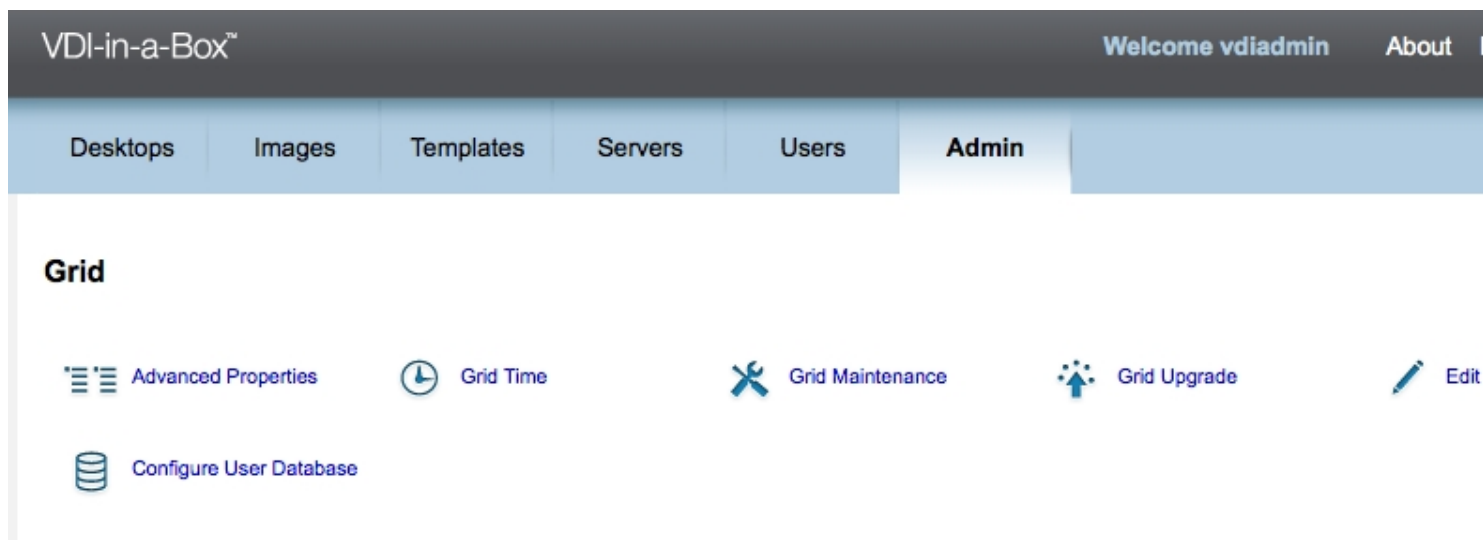 VDI-in-a-Box™ Welcome vdiadmin About
Desktops Images Templates Servers Users Admin
Grid
Advanced Properties Grid Time Grid Maintenance Grid Upgrade Edit
Configure User Database